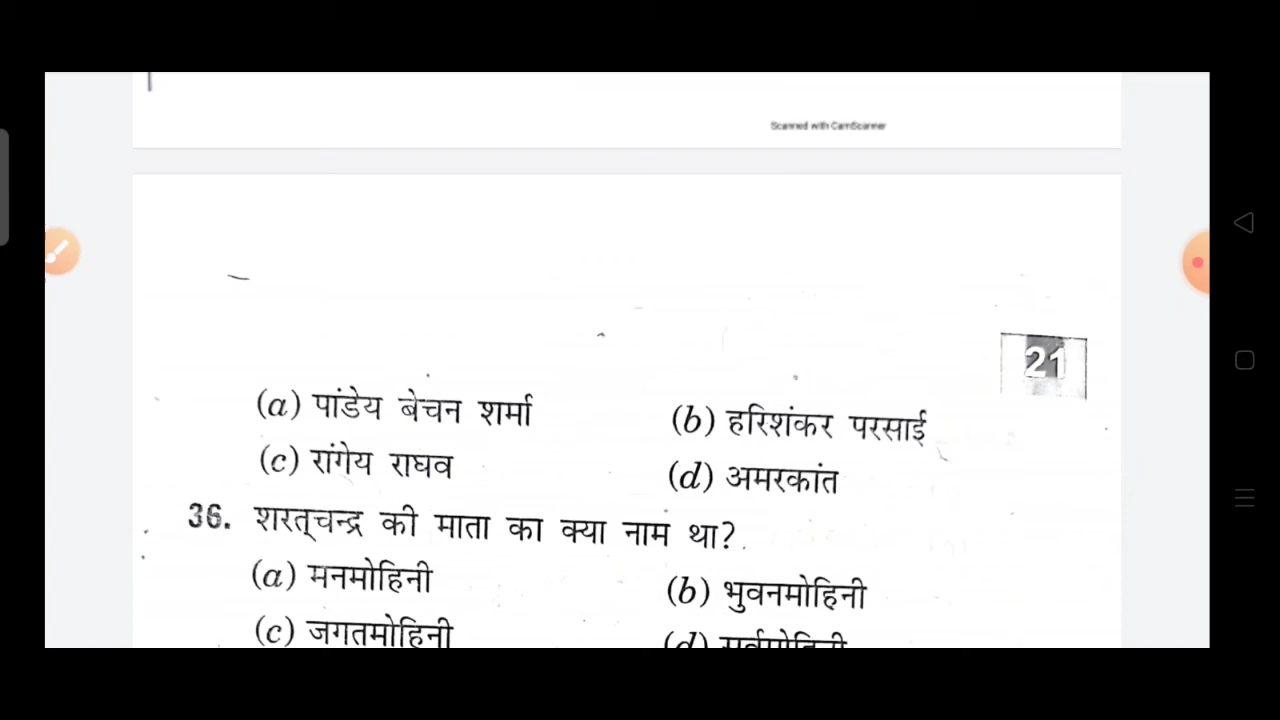 Scanned with CamScanner
21
(a) पांडेय बेचन शर्मा (b) हरिशंकर परसाई
(c) रांगेय राघव (d) अमरकांत
36. शरत्चन्द्र की माता का क्या नाम था?
(a) मनमोहिनी (b) भुवनमोहिनी
(c) जगतमोहिनी (d)